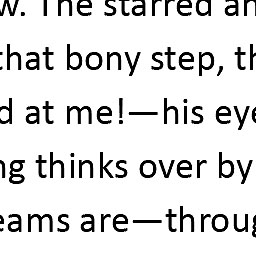 w. The starred an
that bony step, th
d at me!—his eye
ng thinks over by
eams are—throug